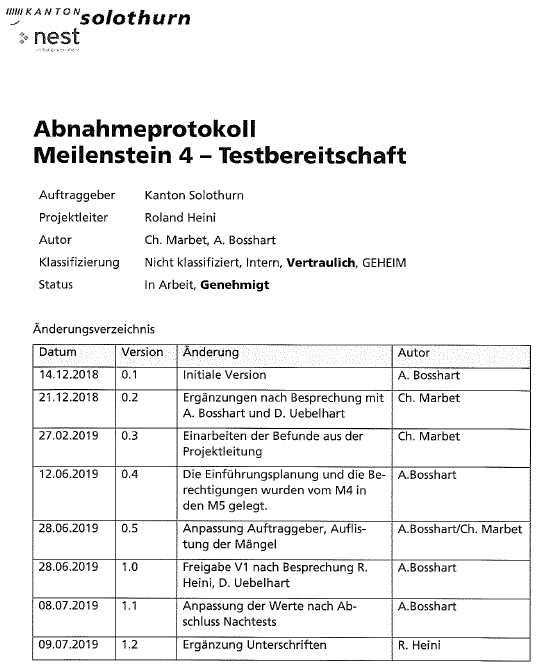 KANTON solothurn
nest
Abnahmeprotokoll
Meilenstein 4 – Testbereitschaft
Auftraggeber Kanton Solothurn
Projektleiter Roland Heini
Autor Ch. Marbet, A. Bosshart
Klassifizierung Nicht klassifiziert, Intern, Vertraulich, GEHEIM
Status In Arbeit, Genehmigt
Änderungsverzeichnis
Datum Version Änderung Autor
14.12.2018 0.1 Initiale Version A. Bosshart
21.12.2018 0.2 Ergänzungen nach Besprechung mit Ch. Marbet
A. Bosshart und D. Uebelhart
27.02.2019 0.3 Einarbeiten der Befunde aus der Ch. Marbet
Projektleitung
12.06.2019 0.4 Die Einführungsplanung und die Be- A.Bosshart
rechtigungen wurden vom M4 in
den M5 gelegt.
28.06.2019 0.5 Anpassung Auftraggeber, Auflis- A.Bosshart/Ch. Marbet
tung der Mängel
28.06.2019 1.0 Freigabe V1 nach Besprechung R. A.Bosshart
Heini, D. Uebelhart
08.07.2019 1.1 Anpassung der Werte nach Ab- A.Bosshart
schluss Nachtests
09.07.2019 1.2 Ergänzung Unterschriften R. Heini